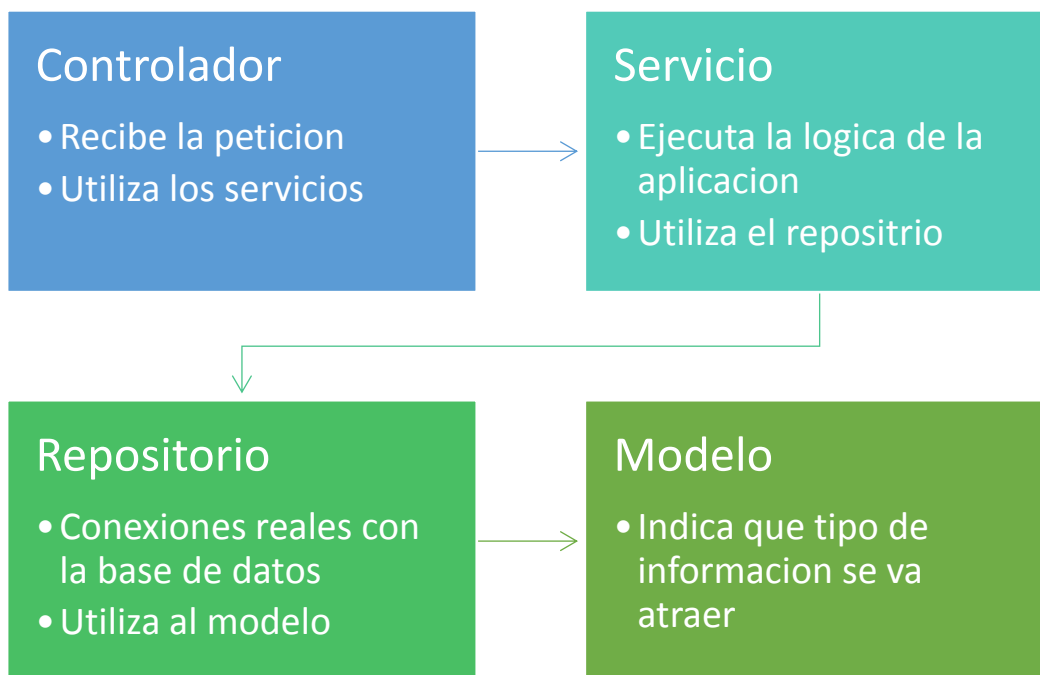 Controlador
• Recibe la peticion
• Utiliza los servicios
Servicio
• Ejecuta la logica de la
aplicacion
• Utiliza el repositrio
Repositorio
• Conexiones reales con
la base de datos
• Utiliza al modelo
Modelo
• Indica que tipo de
informacion se va
atraer